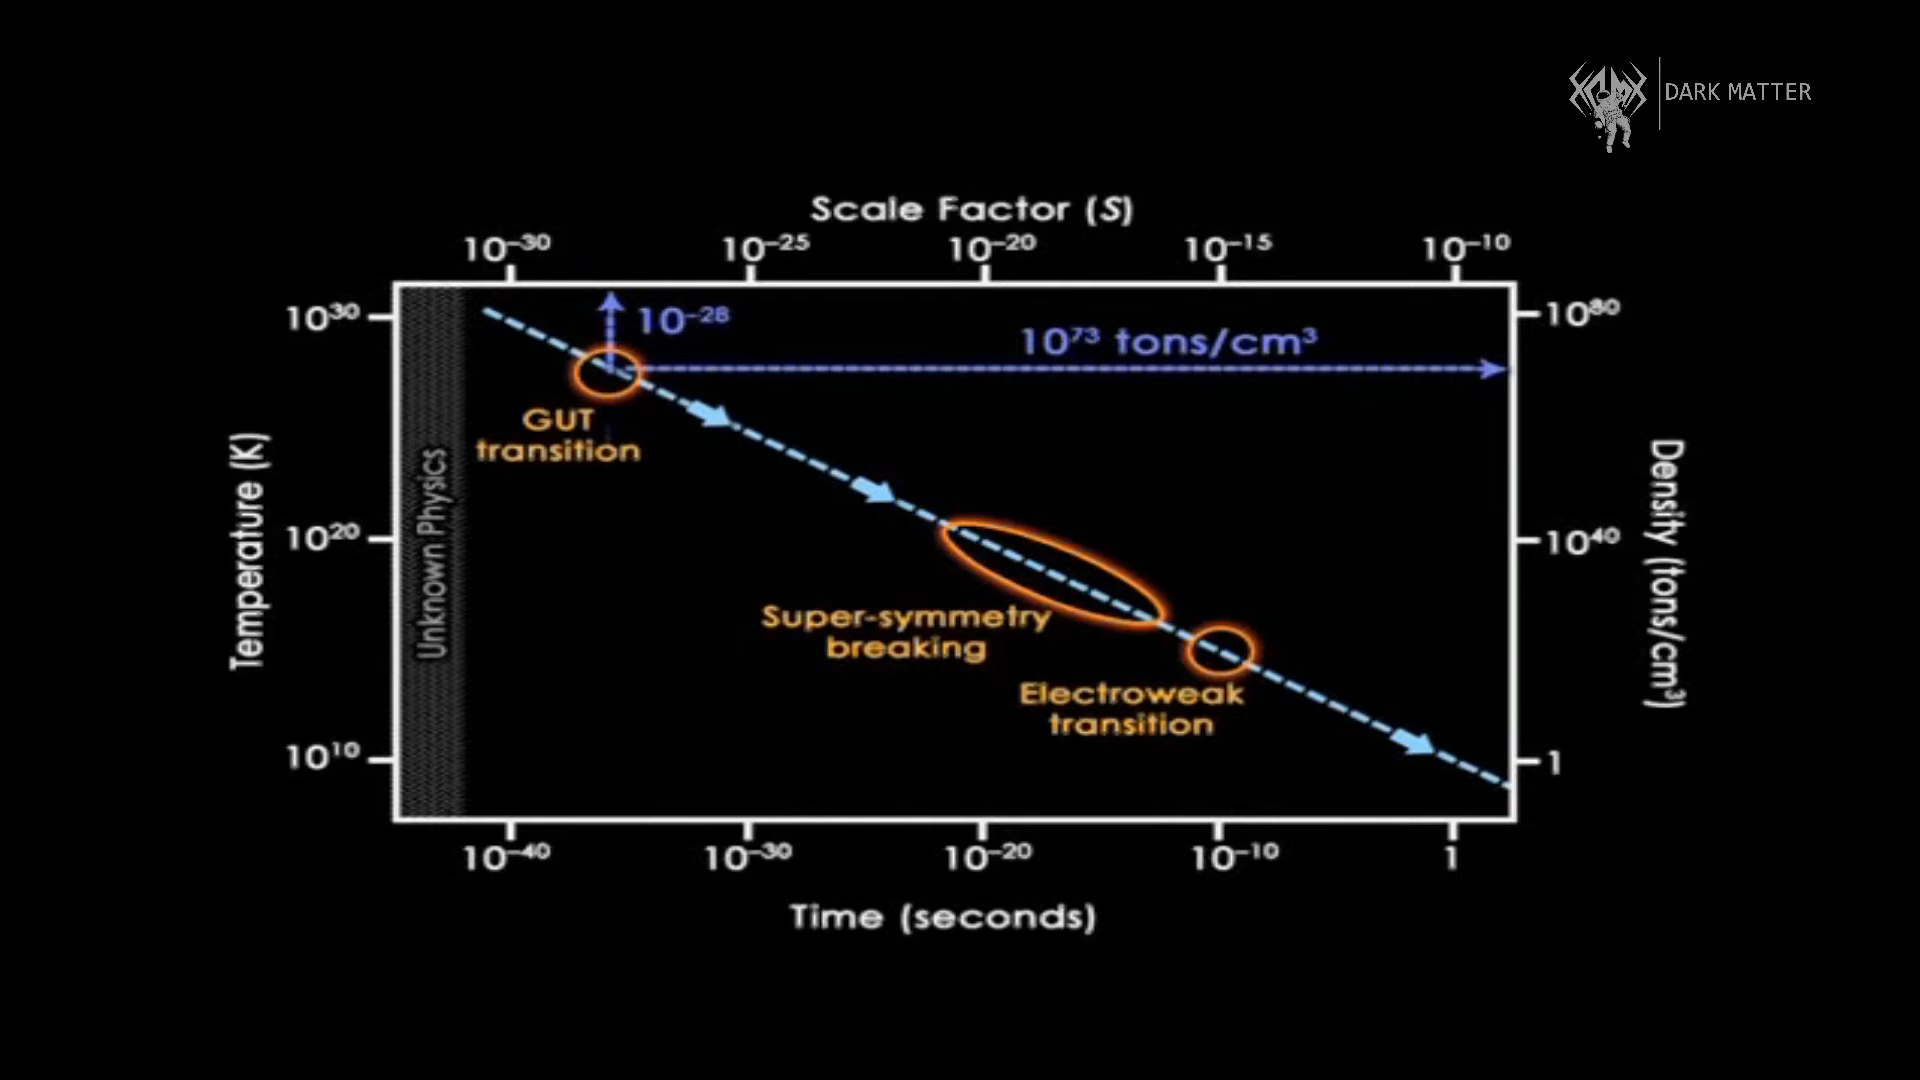 DARK MATTER
Scale Factor (S)
10⁻³⁰ 10⁻²⁵ 10⁻²⁰ 10⁻¹⁵ 10⁻¹⁰
10³⁰ 10⁻²⁸ 10⁷³ tons/cm³ 10⁸⁰
GUT
transition
Temperature (K)
Unknown Physics
Density (tons/cm³)
10²⁰ 10⁴⁰
Super-symmetry
breaking
Electroweak
transition
10¹⁰ 1
10⁻⁴⁰ 10⁻³⁰ 10⁻²⁰ 10⁻¹⁰ 1
Time (seconds)